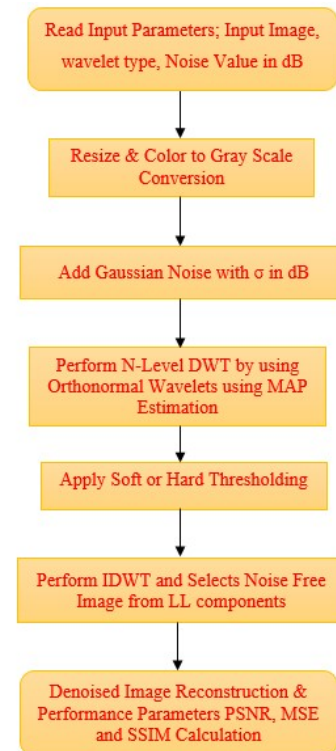 Read Input Parameters; Input Image,
wavelet type, Noise Value in dB
Resize & Color to Gray Scale
Conversion
Add Gaussian Noise with σ in dB
Perform N-Level DWT by using
Orthonormal Wavelets using MAP
Estimation
Apply Soft or Hard Thresholding
Perform IDWT and Selects Noise Free
Image from LL components
Denoised Image Reconstruction &
Performance Parameters PSNR, MSE
and SSIM Calculation